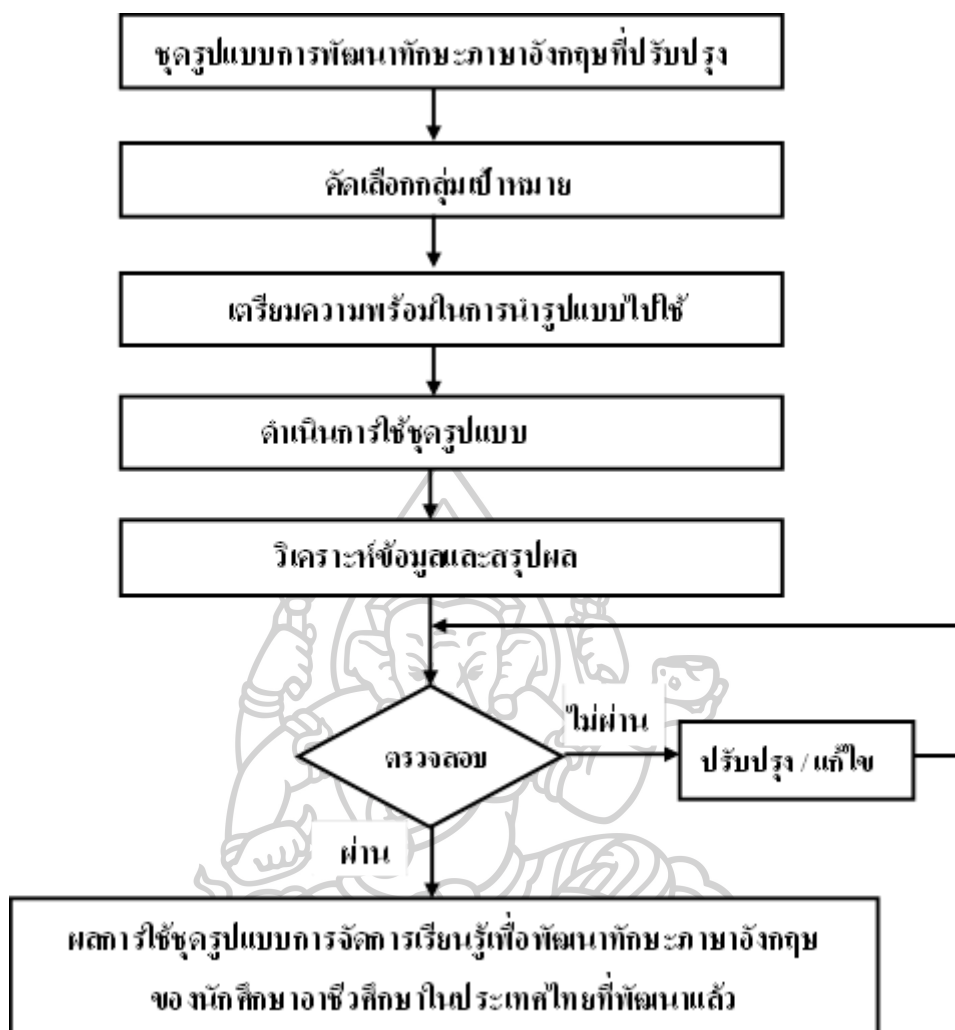 ชุดรูปแบบการพัฒนาทักษะภาษาอังกฤษที่ปรับปรุง
คัดเลือกกลุ่มเป้าหมาย
เตรียมความพร้อมในการนำรูปแบบไปใช้
ดำเนินการใช้ชุดรูปแบบ
วิเคราะห์ข้อมูลและสรุปผล
ไม่ผ่าน
ตรวจสอบ
ปรับปรุง / แก้ไข
ผ่าน
ผลการใช้ชุดรูปแบบการจัดการเรียนรู้เพื่อพัฒนาทักษะภาษาอังกฤษ
ของนักศึกษาอาชีวศึกษาในประเทศไทยที่พัฒนาแล้ว